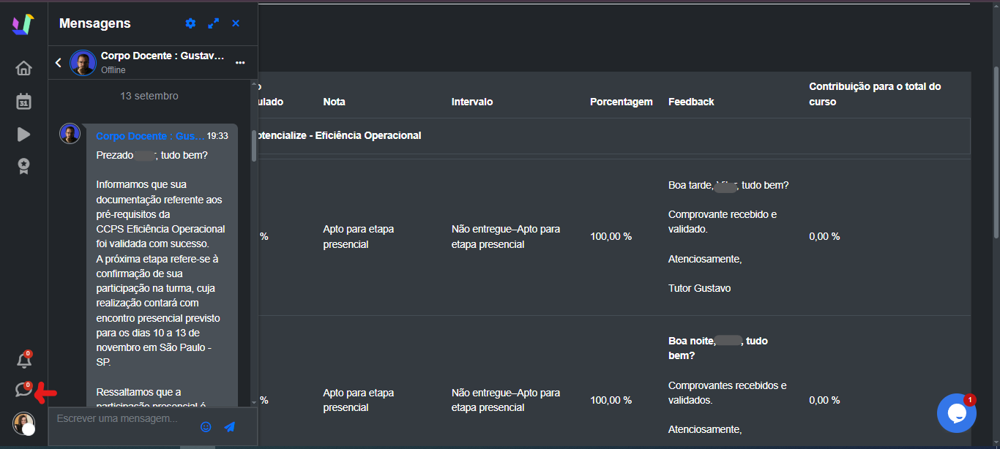 Mensagens
Corpo Docente : Gustav...
Offline
13 setembro
Corpo Docente : Gus... 19:33
Prezado , tudo bem?
Informamos que sua
documentação referente aos
pré-requisitos da
CCPS Eficiência Operacional
foi validada com sucesso.
A próxima etapa refere-se à
confirmação de sua
participação na turma, cuja
realização contará com
encontro presencial previsto
para os dias 10 a 13 de
novembro em São Paulo -
SP.
Ressaltamos que a
participação presencial é
Escrever uma mensagem...
31
0
0
o
ulado
Nota
Intervalo
Porcentagem
Feedback
Contribuição para o total do
curso
otencialize - Eficiência Operacional
%
Apto para etapa
presencial
Não entregue–Apto para
etapa presencial
100,00 %
Boa tarde, , tudo bem?
Comprovante recebido e
validado.
Atenciosamente,
Tutor Gustavo
0,00 %
%
Apto para etapa
presencial
Não entregue–Apto para
etapa presencial
100,00 %
Boa noite, , tudo
bem?
Comprovantes recebidos e
validados.
Atenciosamente,
0,00 %
1